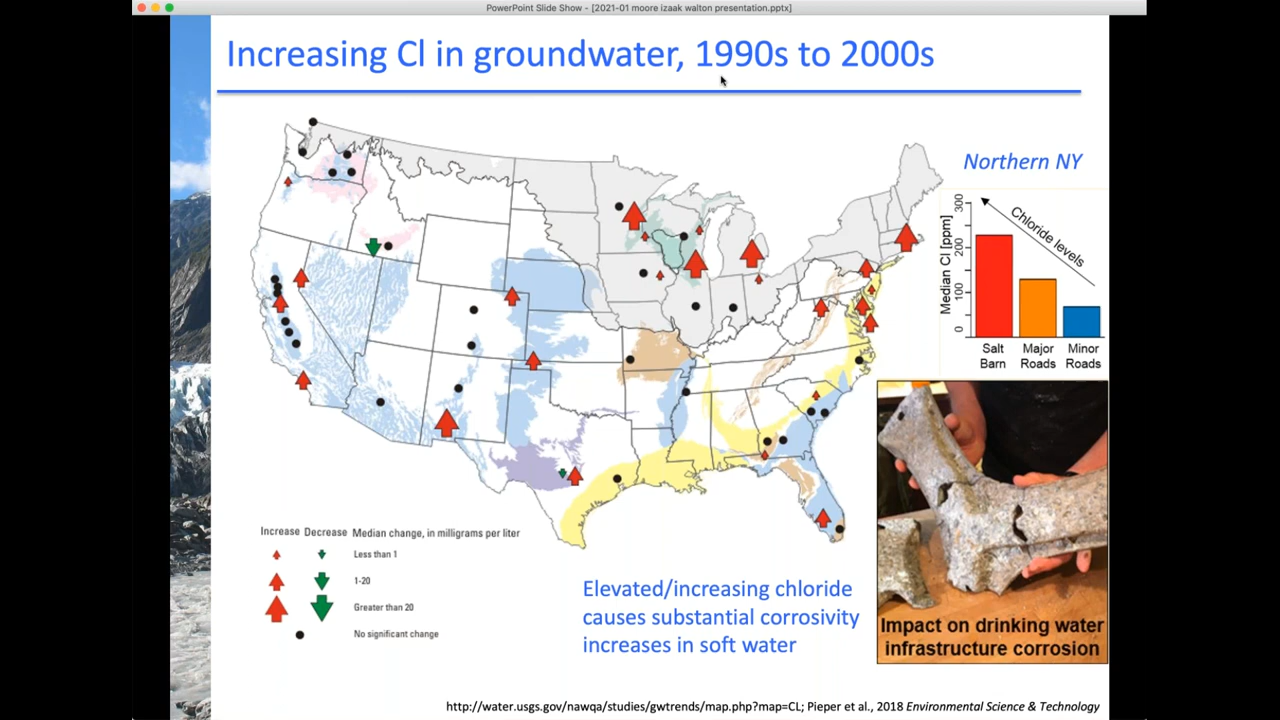 PowerPoint Slide Show - [2021-01 moore izaak walton presentation.pptx]
Increasing Cl in groundwater, 1990s to 2000s
Northern NY
Median Cl [ppm]
0
100
200
300
Chloride levels
Salt Barn
Major Roads
Minor Roads
Increase Decrease Median change, in milligrams per liter
Less than 1
1-20
Greater than 20
No significant change
Elevated/increasing chloride
causes substantial corrosivity
increases in soft water
Impact on drinking water
infrastructure corrosion
http://water.usgs.gov/nawqa/studies/gwtrends/map.php?map=CL; Pieper et al., 2018 Environmental Science & Technology